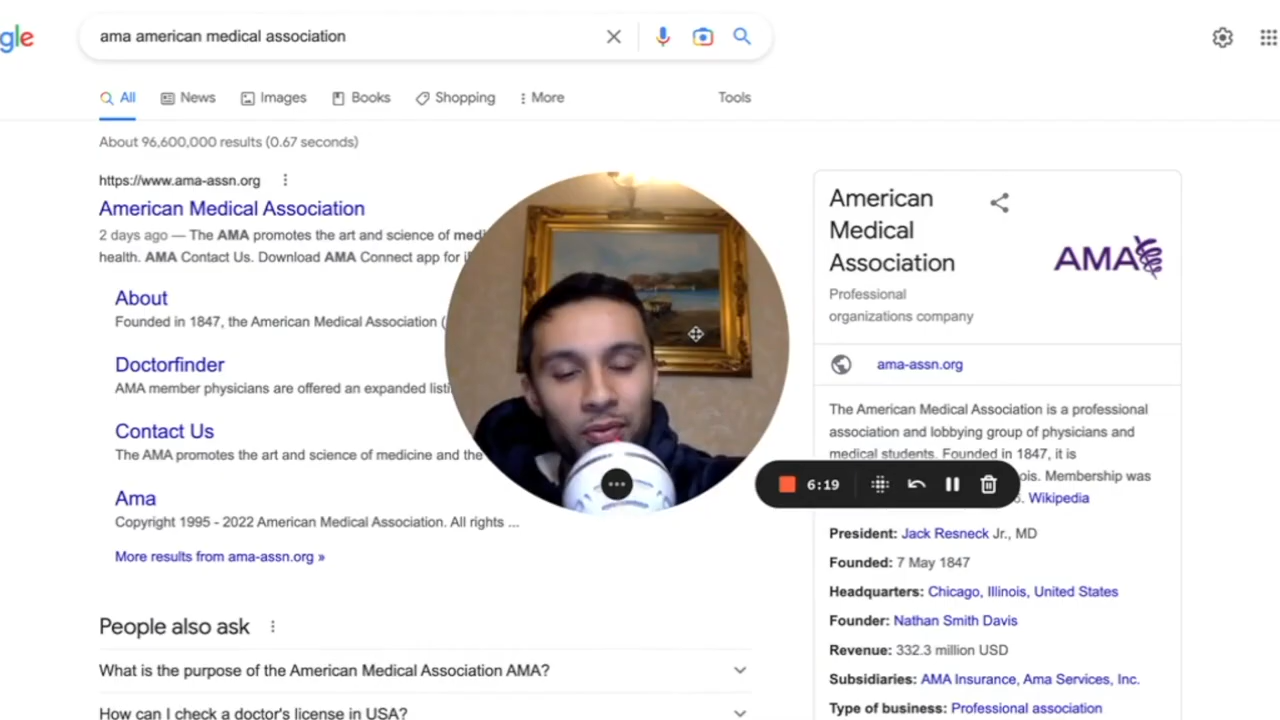 gle
ama american medical association
All
News
Images
Books
Shopping
More
Tools
About 96,600,000 results (0.67 seconds)
https://www.ama-assn.org
American Medical Association
2 days ago — The AMA promotes the art and science of medi
health. AMA Contact Us. Download AMA Connect app for
About
Founded in 1847, the American Medical Association (
Doctorfinder
AMA member physicians are offered an expanded listi
Contact Us
The AMA promotes the art and science of medicine and the
Ama
Copyright 1995 - 2022 American Medical Association. All rights ...
More results from ama-assn.org »
People also ask
What is the purpose of the American Medical Association AMA?
How can I check a doctor's license in USA?
6:19
American
Medical
Association
AMA
Professional
organizations company
ama-assn.org
The American Medical Association is a professional
association and lobbying group of physicians and
medical students. Founded in 1847, it is
ois. Membership was
Wikipedia
President: Jack Resneck Jr., MD
Founded: 7 May 1847
Headquarters: Chicago, Illinois, United States
Founder: Nathan Smith Davis
Revenue: 332.3 million USD
Subsidiaries: AMA Insurance, Ama Services, Inc.
Type of business: Professional association